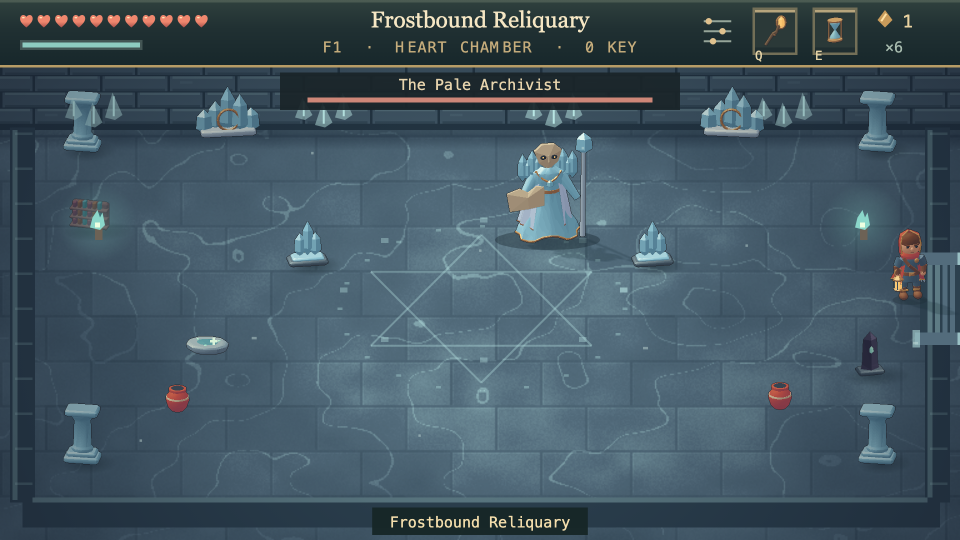 Frostbound Reliquary
F1 · HEART CHAMBER · 0 KEY
Q
E
1
×6
The Pale Archivist
Frostbound Reliquary